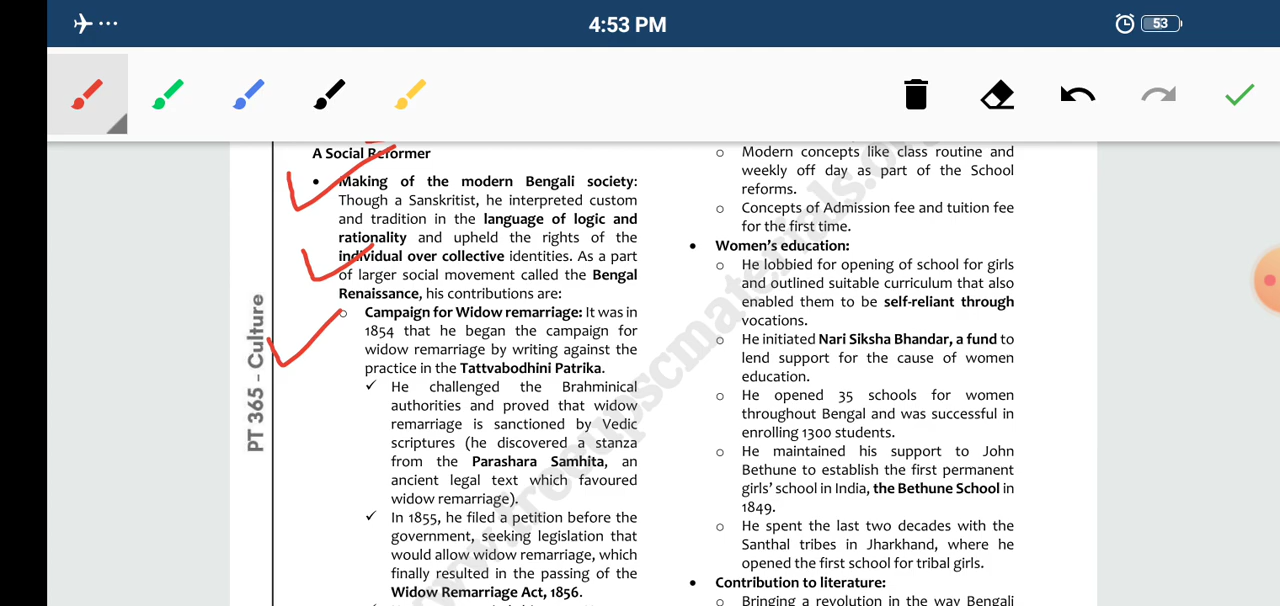 4:53 PM
53
A Social Reformer
• Making of the modern Bengali society:
Though a Sanskritist, he interpreted custom
and tradition in the language of logic and
rationality and upheld the rights of the
individual over collective identities. As a part
of larger social movement called the Bengal
Renaissance, his contributions are:
o Campaign for Widow remarriage: It was in
1854 that he began the campaign for
widow remarriage by writing against the
practice in the Tattvabodhini Patrika.
✓ He challenged the Brahminical
authorities and proved that widow
remarriage is sanctioned by Vedic
scriptures (he discovered a stanza
from the Parashara Samhita, an
ancient legal text which favoured
widow remarriage).
✓ In 1855, he filed a petition before the
government, seeking legislation that
would allow widow remarriage, which
finally resulted in the passing of the
Widow Remarriage Act, 1856.
o Modern concepts like class routine and
weekly off day as part of the School
reforms.
o Concepts of Admission fee and tuition fee
for the first time.
• Women's education:
o He lobbied for opening of school for girls
and outlined suitable curriculum that also
enabled them to be self-reliant through
vocations.
o He initiated Nari Siksha Bhandar, a fund to
lend support for the cause of women
education.
o He opened 35 schools for women
throughout Bengal and was successful in
enrolling 1300 students.
o He maintained his support to John
Bethune to establish the first permanent
girls' school in India, the Bethune School in
1849.
o He spent the last two decades with the
Santhal tribes in Jharkhand, where he
opened the first school for tribal girls.
• Contribution to literature:
o Bringing a revolution in the way Bengali
PT 365 - Culture
www.freeupscmaterials.org